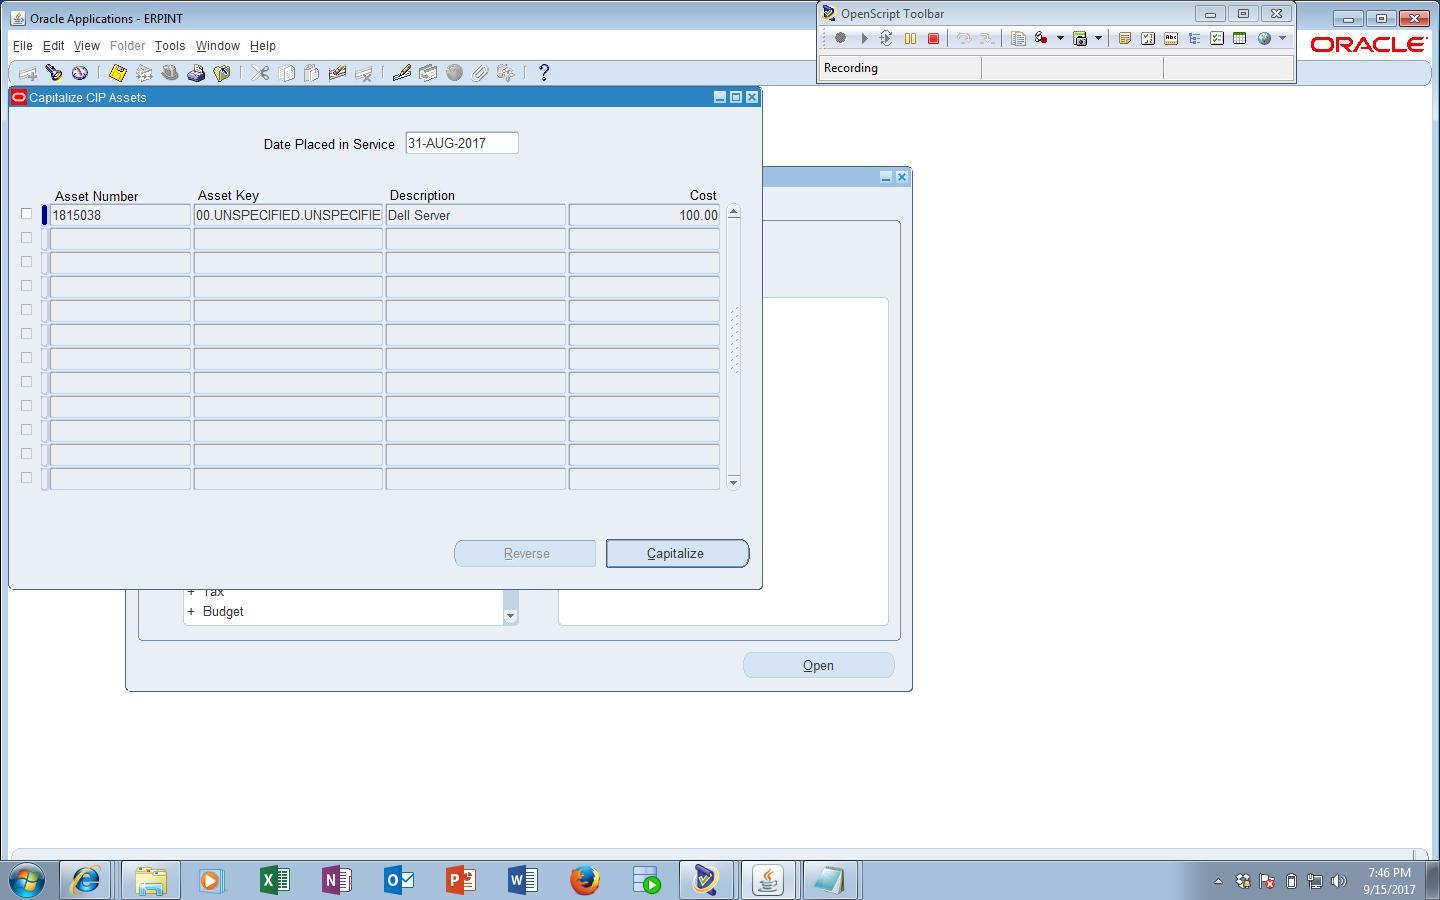 Oracle Applications - ERPINT
OpenScript Toolbar
File Edit View Folder Tools Window Help
ORACLE
Recording
Capitalize CIP Assets
Date Placed in Service 31-AUG-2017
Asset Number Asset Key Description Cost
1815038 00.UNSPECIFIED.UNSPECIFIE Dell Server 100.00
Reverse Capitalize
+ Tax
+ Budget
Open
7:46 PM
9/15/2017